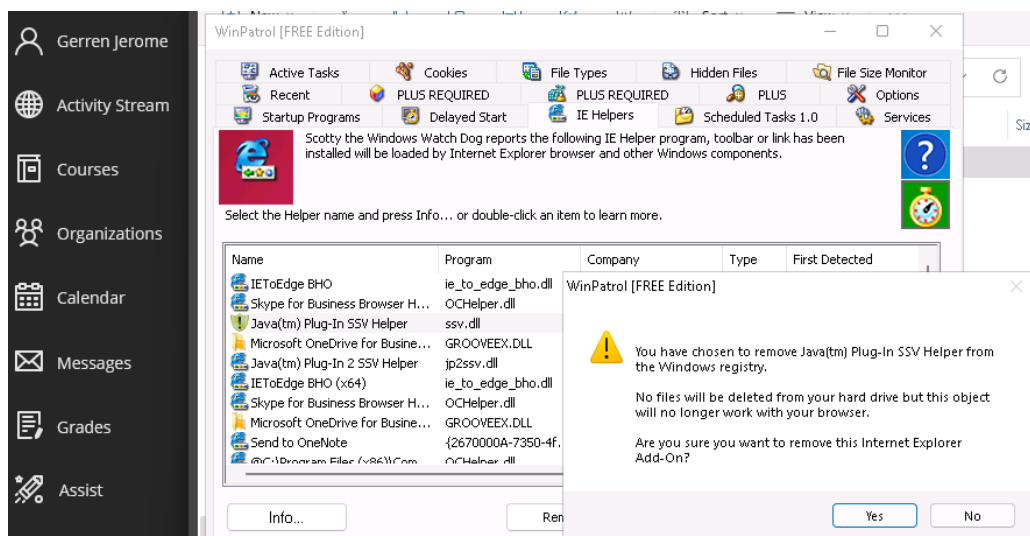 Gerren Jerome
Activity Stream
Courses
Organizations
Calendar
Messages
Grades
Assist
WinPatrol [FREE Edition]
Active Tasks Cookies File Types Hidden Files File Size Monitor
Recent PLUS REQUIRED PLUS REQUIRED PLUS Options
Startup Programs Delayed Start IE Helpers Scheduled Tasks 1.0 Services
Siz
Scotty the Windows Watch Dog reports the following IE Helper program, toolbar or link has been
installed will be loaded by Internet Explorer browser and other Windows components.
Select the Helper name and press Info... or double-click an item to learn more.
Name Program Company Type First Detected
IEToEdge BHO ie_to_edge_bho.dll
Skype for Business Browser H... OCHelper.dll
Java(tm) Plug-In SSV Helper ssv.dll
Microsoft OneDrive for Busine... GROOVEEX.DLL
Java(tm) Plug-In 2 SSV Helper jp2ssv.dll
IEToEdge BHO (x64) ie_to_edge_bho.dll
Skype for Business Browser H... OCHelper.dll
Microsoft OneDrive for Busine... GROOVEEX.DLL
Send to OneNote {2670000A-7350-4f.
@C:\Program Files (x86)\Com OCHelper.dll
Info... Ren
WinPatrol [FREE Edition]
You have chosen to remove Java(tm) Plug-In SSV Helper from
the Windows registry.
No files will be deleted from your hard drive but this object
will no longer work with your browser.
Are you sure you want to remove this Internet Explorer
Add-On?
Yes No